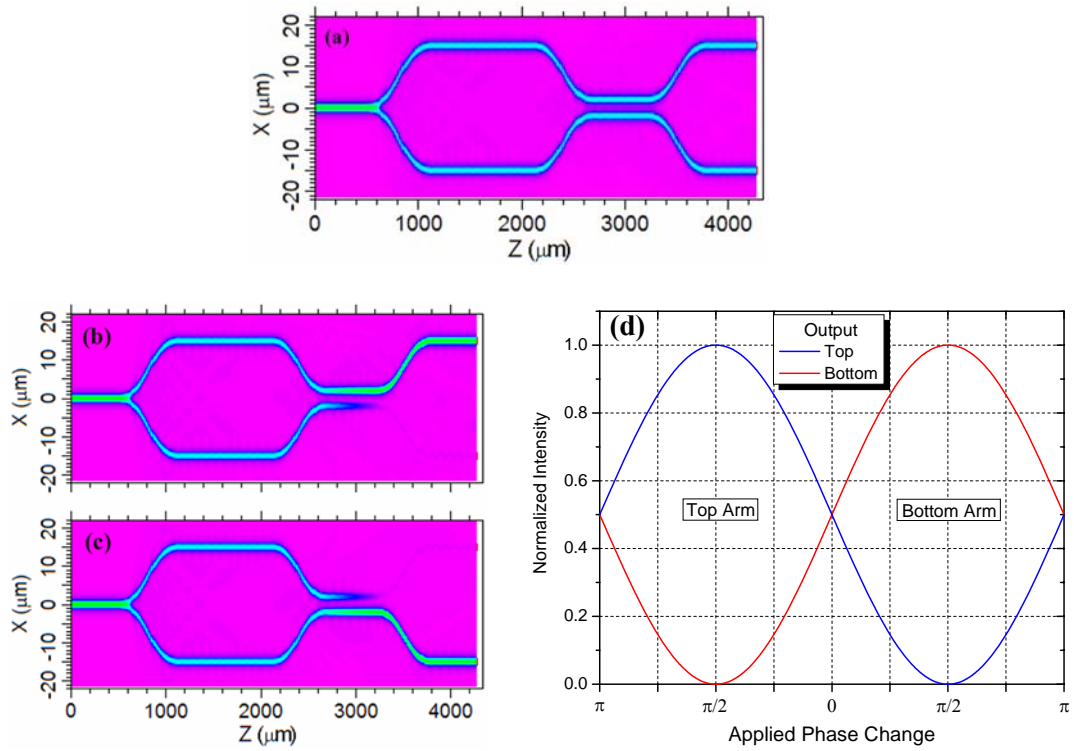 (a)
X (μm)
20
10
0
-10
-20
0 1000 2000 3000 4000
Z (μm)
(b)
X (μm)
20
10
0
-10
-20
(c)
X (μm)
20
10
0
-10
-20
0 1000 2000 3000 4000
Z (μm)
(d)
Output
Top
Bottom
Normalized Intensity
1.0
0.8
0.6
0.4
0.2
0.0
Top Arm
Bottom Arm
π π/2 0 π/2 π
Applied Phase Change